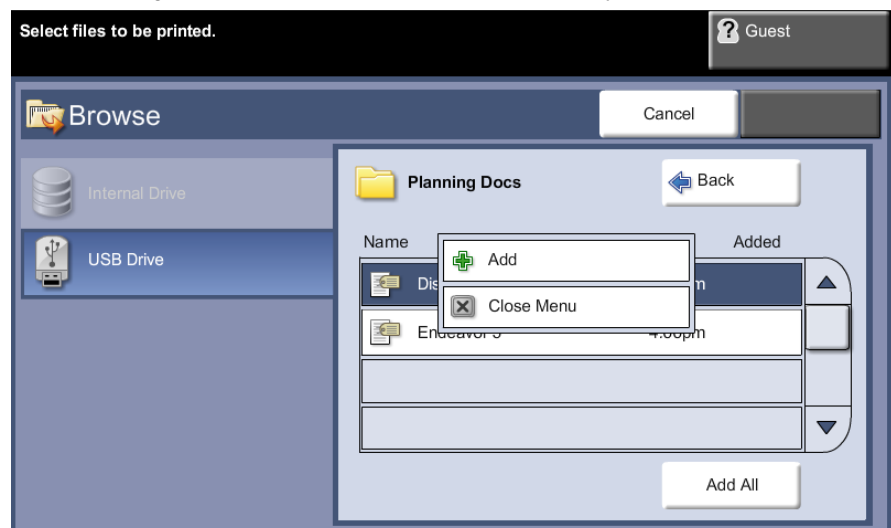 Select files to be printed.
Guest
Browse
Cancel
Internal Drive
USB Drive
Planning Docs
Back
Name
Added
Add
Close Menu
Add All